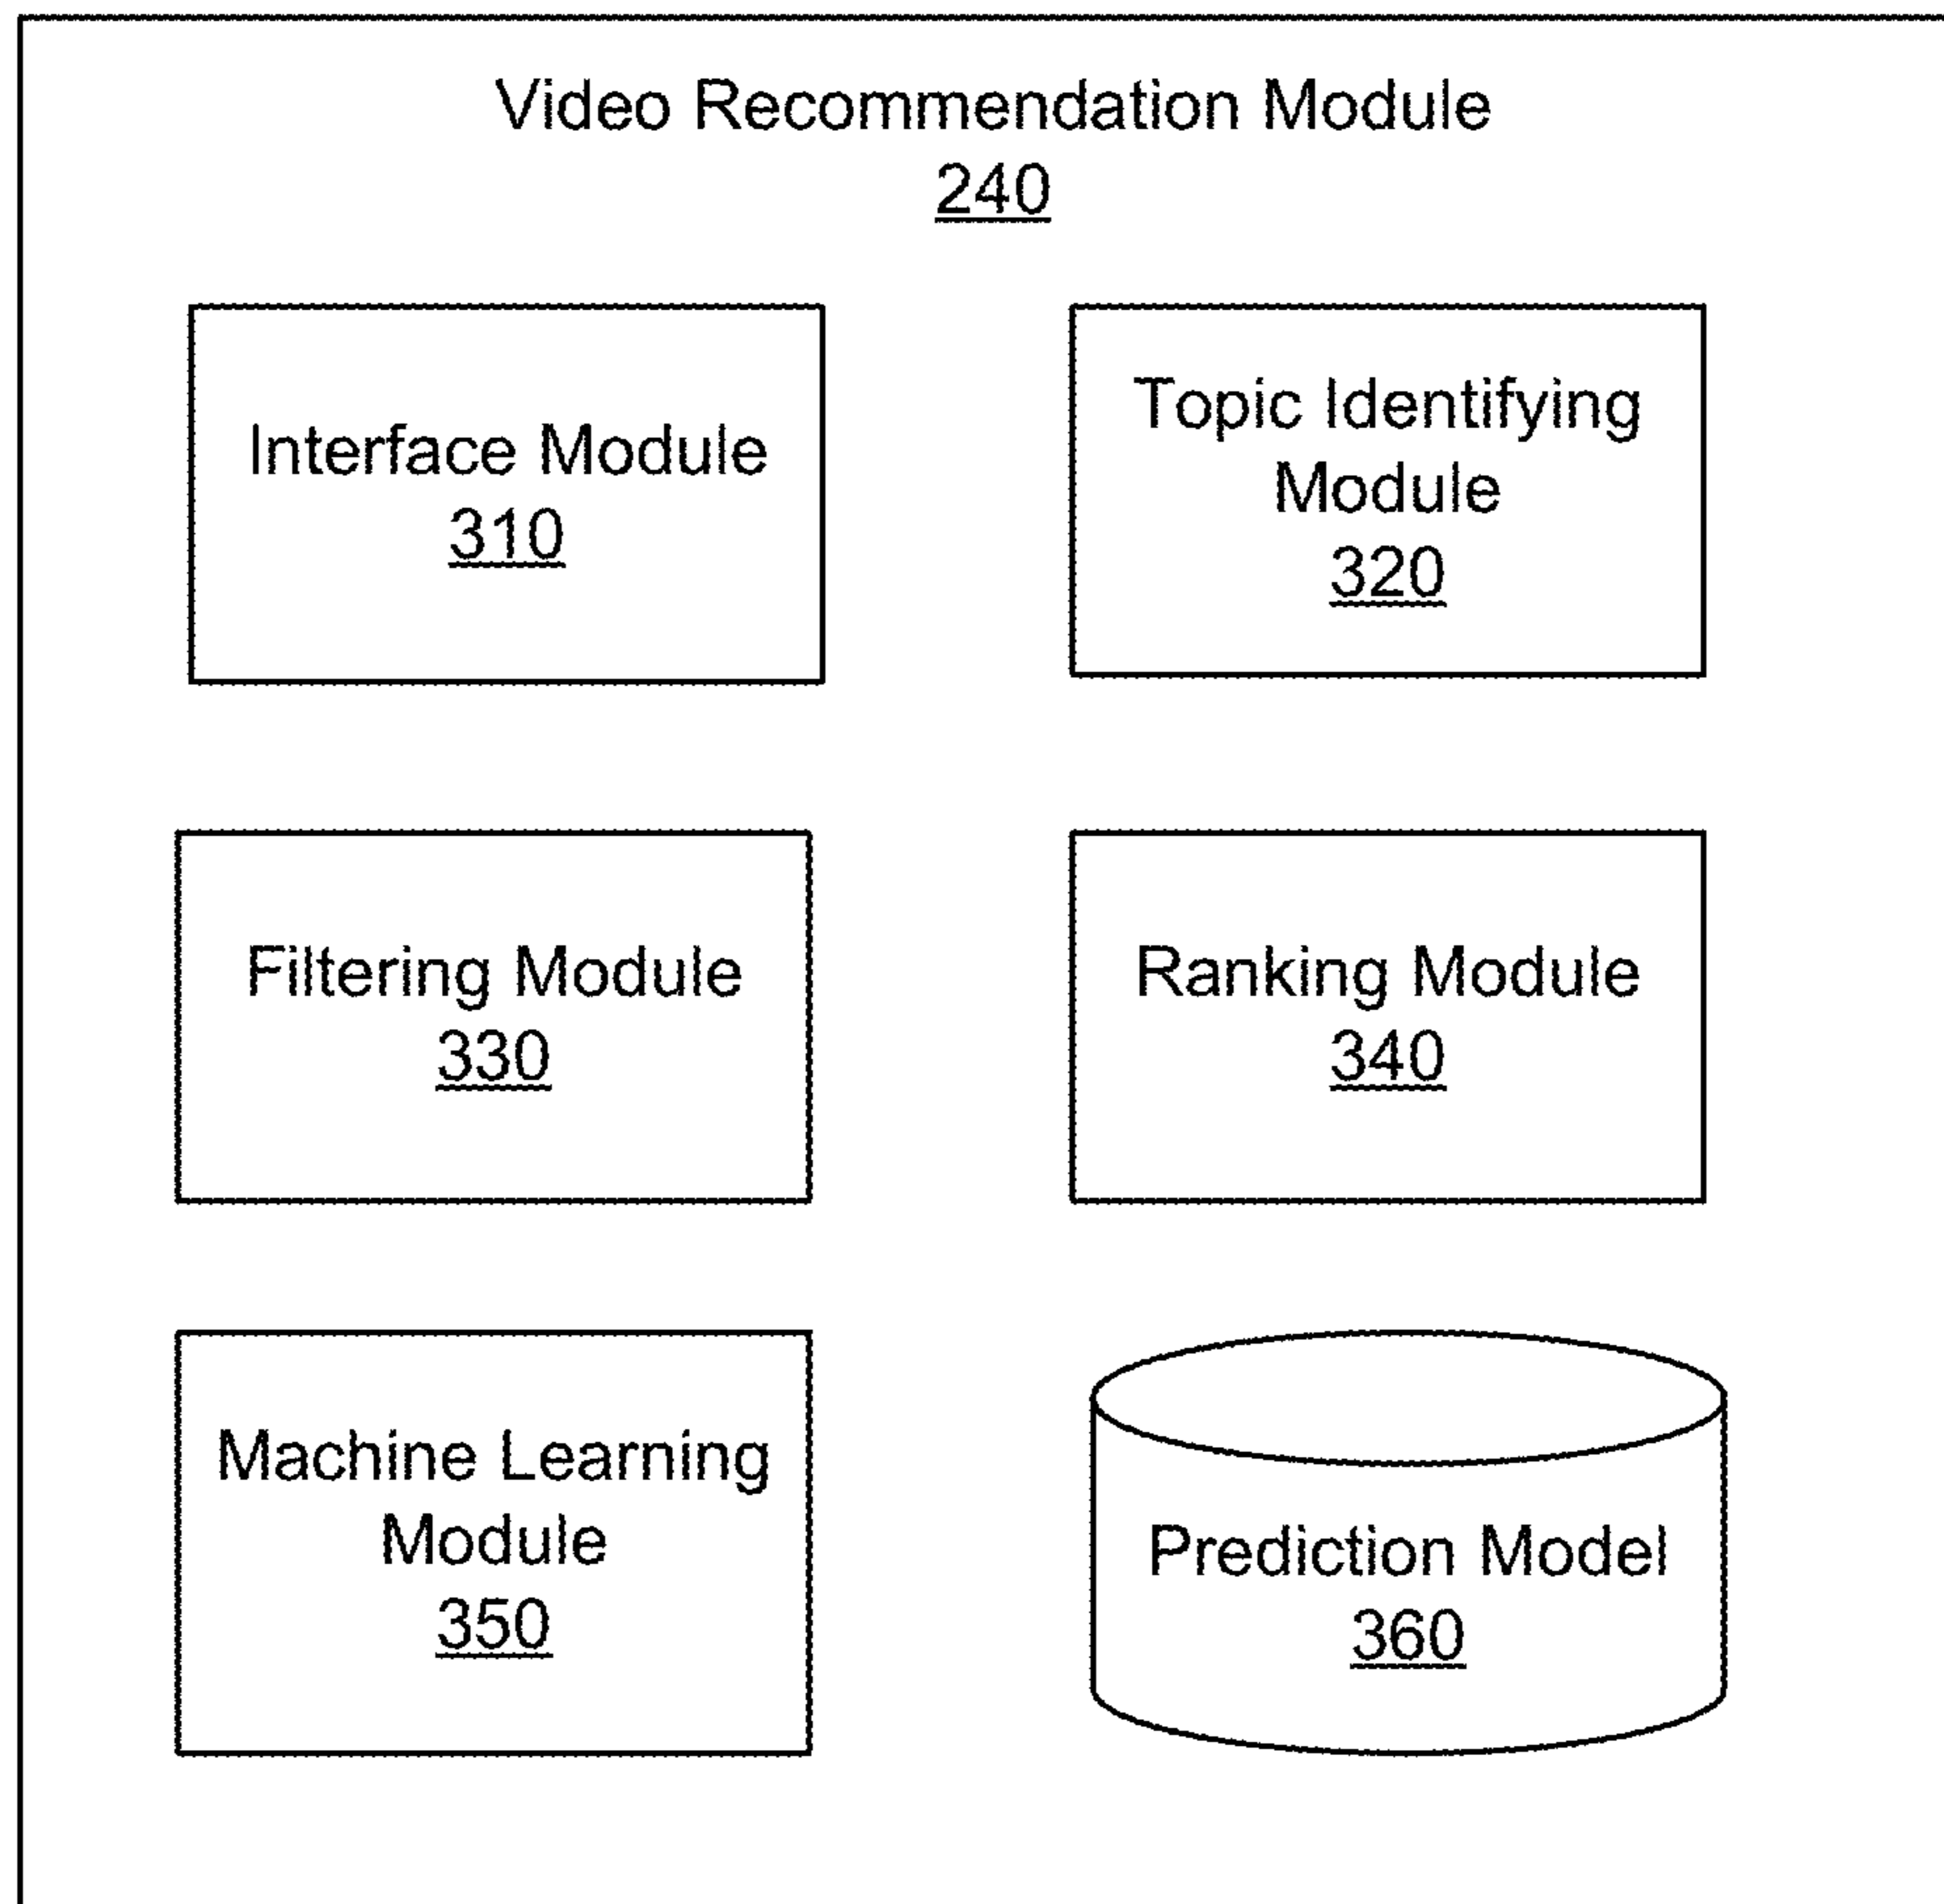 Video Recommendation Module
240
Interface Module
310
Topic Identifying
Module
320
Filtering Module
330
Ranking Module
340
Machine Learning
Module
350
Prediction Model
360